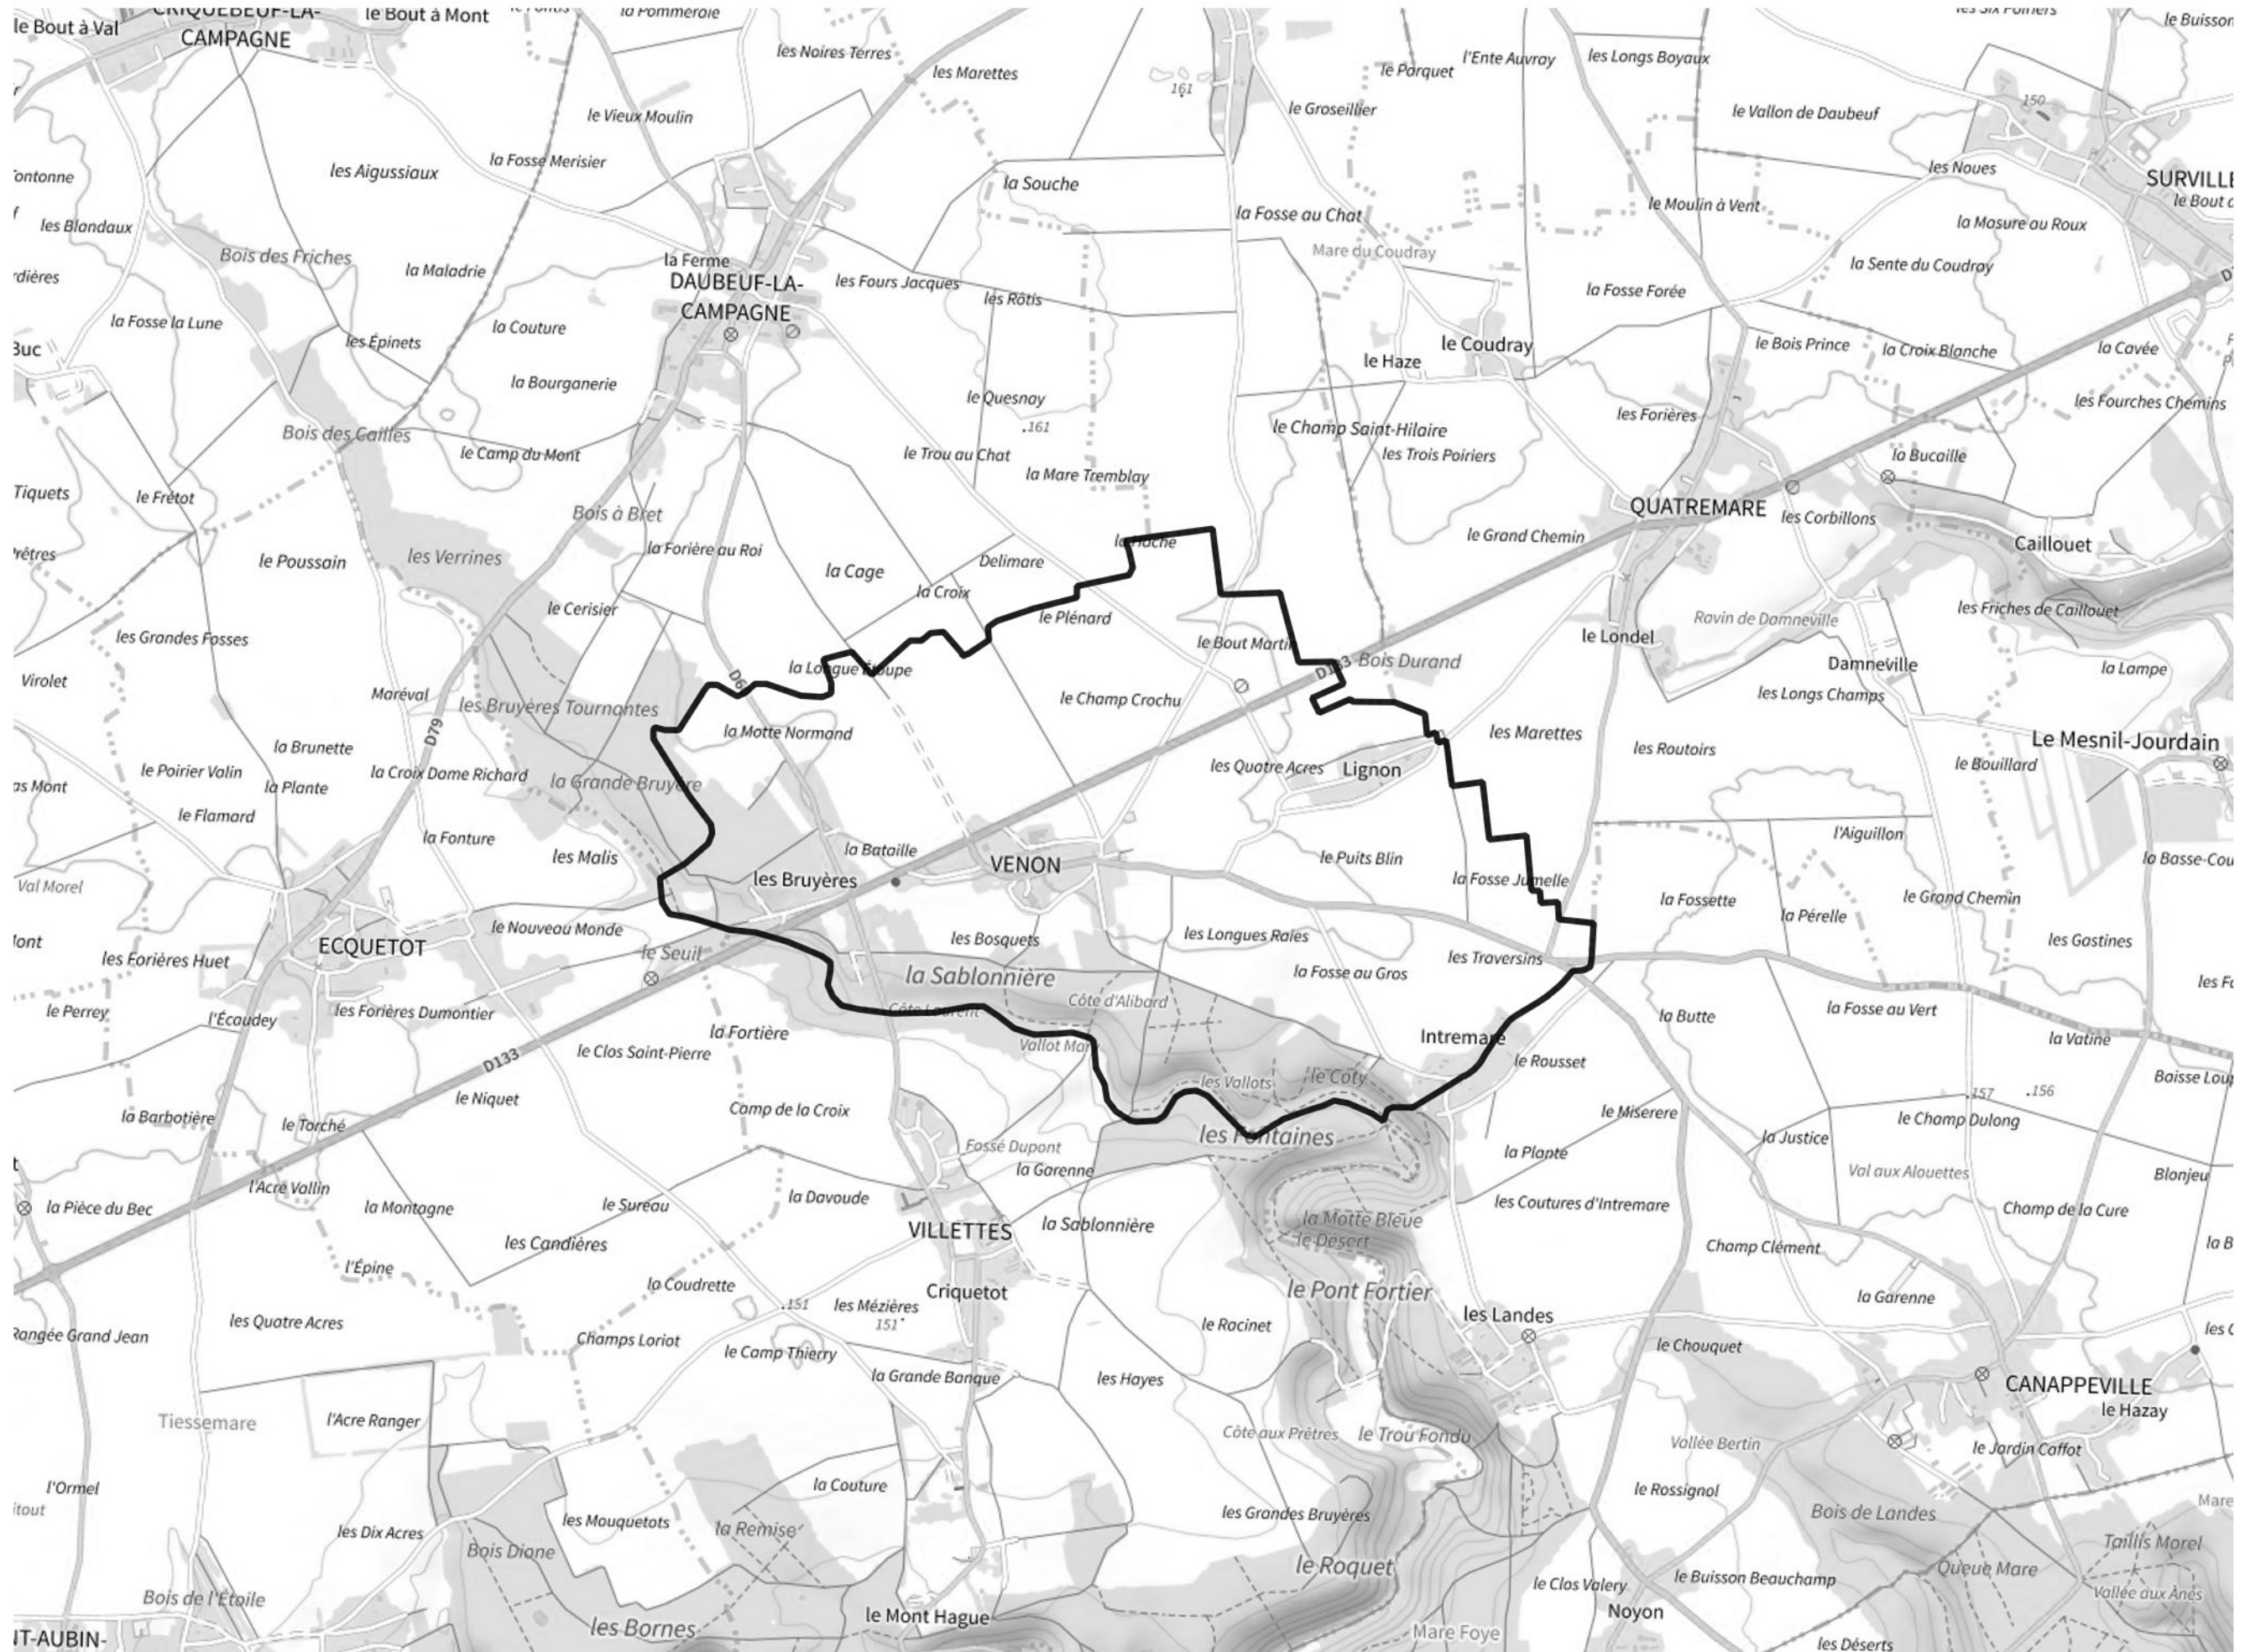 le Bout à Val
CRIQUEBEUF-LA-
CAMPAGNE
le Bout à Mont
la Pommeraie
les Noires Terres
les Marettes
161
le Parquet
l'Ente Auvray
les Longs Boyaux
les Six Poiriers
le Buisson
le Vieux Moulin
le Groseillier
le Vallon de Daubeuf
150
les Aigussiaux
la Fosse Merisier
la Souche
les Noues
SURVILLE
le Bout d
les Blandaux
la Fosse au Chat
le Moulin à Vent
la Masure au Roux
Bois des Friches
la Maladrie
la Ferme
DAUBEUF-LA-
CAMPAGNE
les Fours Jacques
les Rôtis
Mare du Coudray
la Sente du Coudray
la Fosse Forée
la Fosse la Lune
les Épinets
la Couture
Buc
le Haze
le Coudray
le Bois Prince
la Croix Blanche
la Cavée
la Bourganerie
le Quesnay
161
les Fourches Chemins
Bois des Cailles
le Camp du Mont
le Trou au Chat
le Champ Saint-Hilaire
les Forières
les Trois Poiriers
la Bucaille
la Mare Tremblay
Tiquets
le Frétot
Bois à Bret
QUATREMARE
les Corbillons
le Poussain
les Verrines
la Forière au Roi
la Hache
le Grand Chemin
Caillouet
la Cage
Delimare
la Croix
le Cerisier
le Plénard
les Friches de Caillouet
Ravin de Damneville
les Grandes Fosses
le Bout Martin
le Londel
Virolet
la Longue Étoupe
D133
Bois Durand
Damneville
la Lampe
Maréval
les Bruyères Tournantes
le Champ Crochu
les Longs Champs
D79
la Motte Normand
la Brunette
les Marettes
les Routoirs
Le Mesnil-Jourdain
le Poirier Valin
la Croix Dame Richard
la Grande Bruyère
les Quatre Acres
Lignon
le Bouillard
la Plante
le Flamard
la Fonture
les Malis
la Bataille
VENON
le Puits Blin
l'Aiguillon
la Basse-Cou
Val Morel
les Bruyères
la Fosse Jumelle
la Fossette
le Grand Chemin
la Pérelle
ECQUETOT
le Nouveau Monde
le Seuil
les Bosquets
les Longues Raies
les Gastines
les Forières Huet
la Sablonnière
la Fosse au Gros
les Traversins
le Perrey
l'Écaudey
les Forières Dumontier
Côte Laurent
Côte d'Alibard
la Fortière
la Butte
la Fosse au Vert
le Clos Saint-Pierre
Vallot Mar
Intremare
le Rousset
la Vatine
D133
le Niquet
les Vallots
le Coty
Baisse Loup
la Barbotière
le Torché
Camp de la Croix
le Miserere
157
156
le Champ Dulong
les Fontaines
la Justice
Fossé Dupont
la Garenne
la Plante
Val aux Alouettes
Blonjeu
l'Acre Vallin
la Pièce du Bec
la Montagne
le Sureau
la Davoude
la Sablonnière
les Coutures d'Intremare
Champ de la Cure
la Motte Bleue
le Désert
VILLETTES
les Candières
Champ Clément
l'Épine
la Coudrette
Criquetot
le Pont Fortier
la Garenne
151
les Mézières
151
les Landes
les Quatre Acres
Rangée Grand Jean
Champs Loriot
le Camp Thierry
le Racinet
le Chouquet
la Grande Banque
les Hayes
CANAPPEVILLE
le Hazay
Tiessemare
l'Acre Ranger
Côte aux Prêtres
le Trou Fondu
Vallée Bertin
le Jardin Caffot
l'Ormel
la Couture
le Rossignol
les Grandes Bruyères
Bois de Landes
les Dix Acres
les Mouquetots
la Remise
Bois Dione
le Roquet
Taillis Morel
Queue Mare
Bois de l'Étoile
le Clos Valery
le Buisson Beauchamp
Vallée aux Ânes
les Bornes
le Mont Hague
Noyon
Mare Foye
les Déserts
NT-AUBIN-